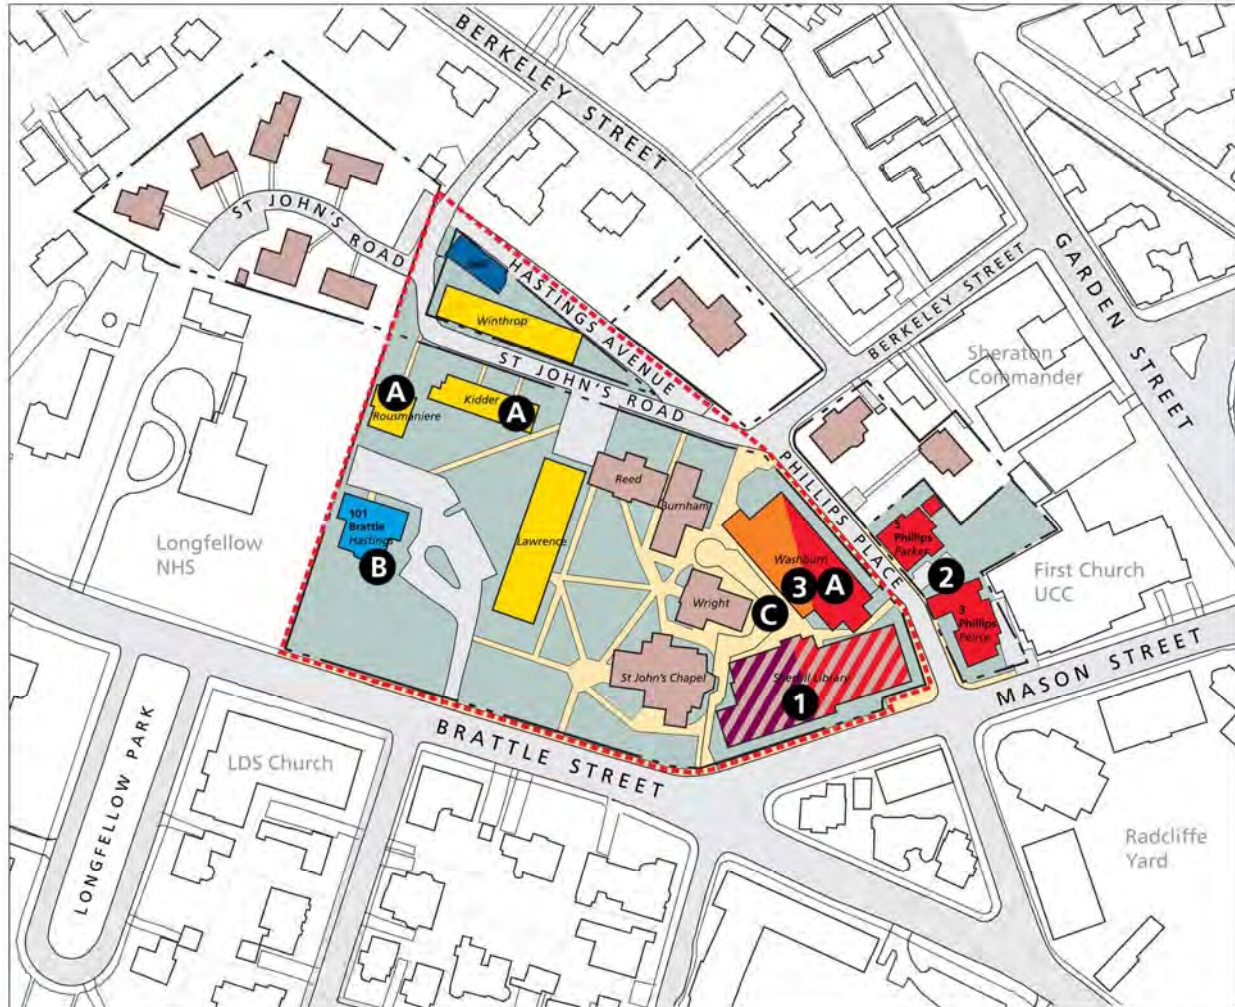 BERKELEY STREET
ST JOHN'S ROAD
HASTINGS AVENUE
GARDEN STREET
BERKELEY STREET
Winthrop
ST JOHN'S ROAD
Sheraton
Commander
A
Rousmaniere
Kidder
A
PHILLIPS PLACE
Reed
Burnham
101
Brattle
Hastings
B
Lawrence
Washburn
3
A
5
Phillips
Parker
2
3
Phillips
Peirce
First Church
UCC
Longfellow
NHS
Wright
C
St John's Chapel
Sherrill Library
1
MASON STREET
BRATTLE STREET
LDS Church
LONGFELLOW PARK
Radcliffe
Yard